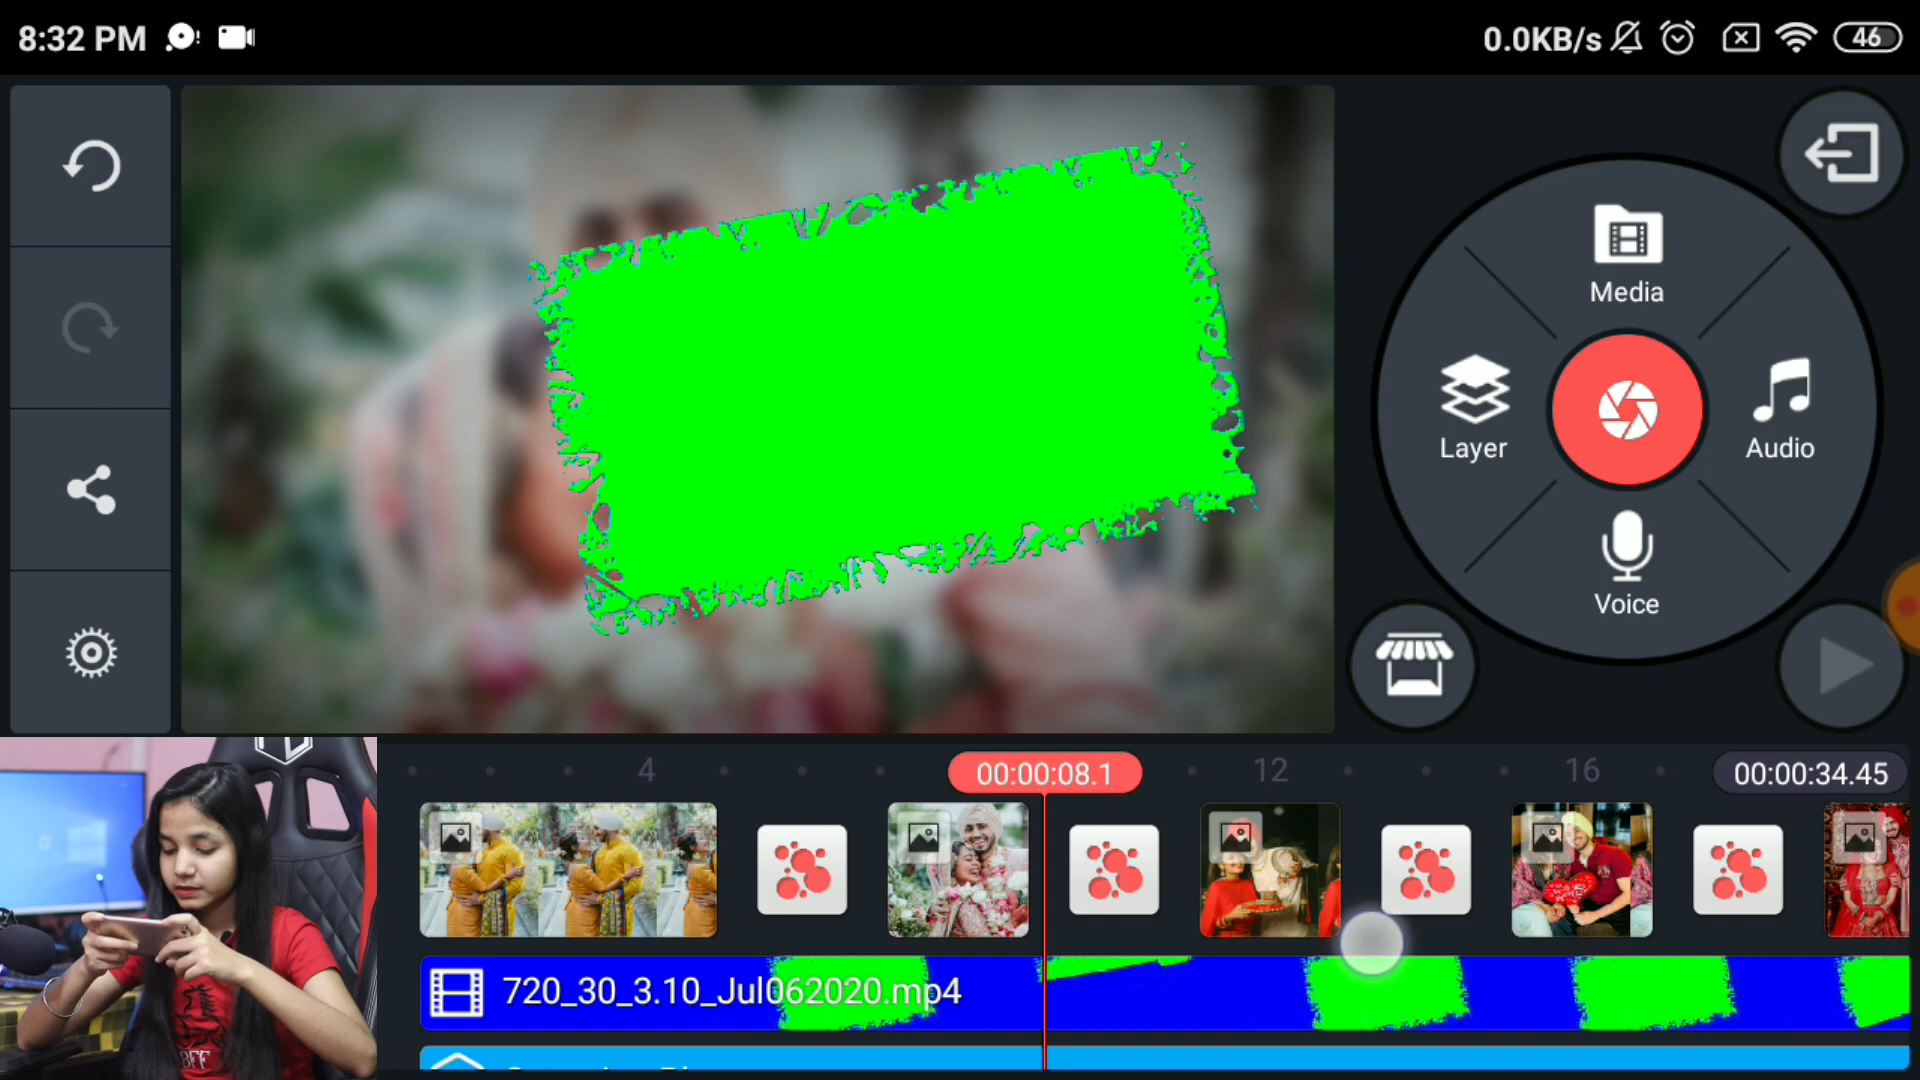 8:32 PM
0.0KB/s
46
Media
Layer
Audio
Voice
4
00:00:08.1
12
16
00:00:34.45
720_30_3.10_Jul062020.mp4
BFF